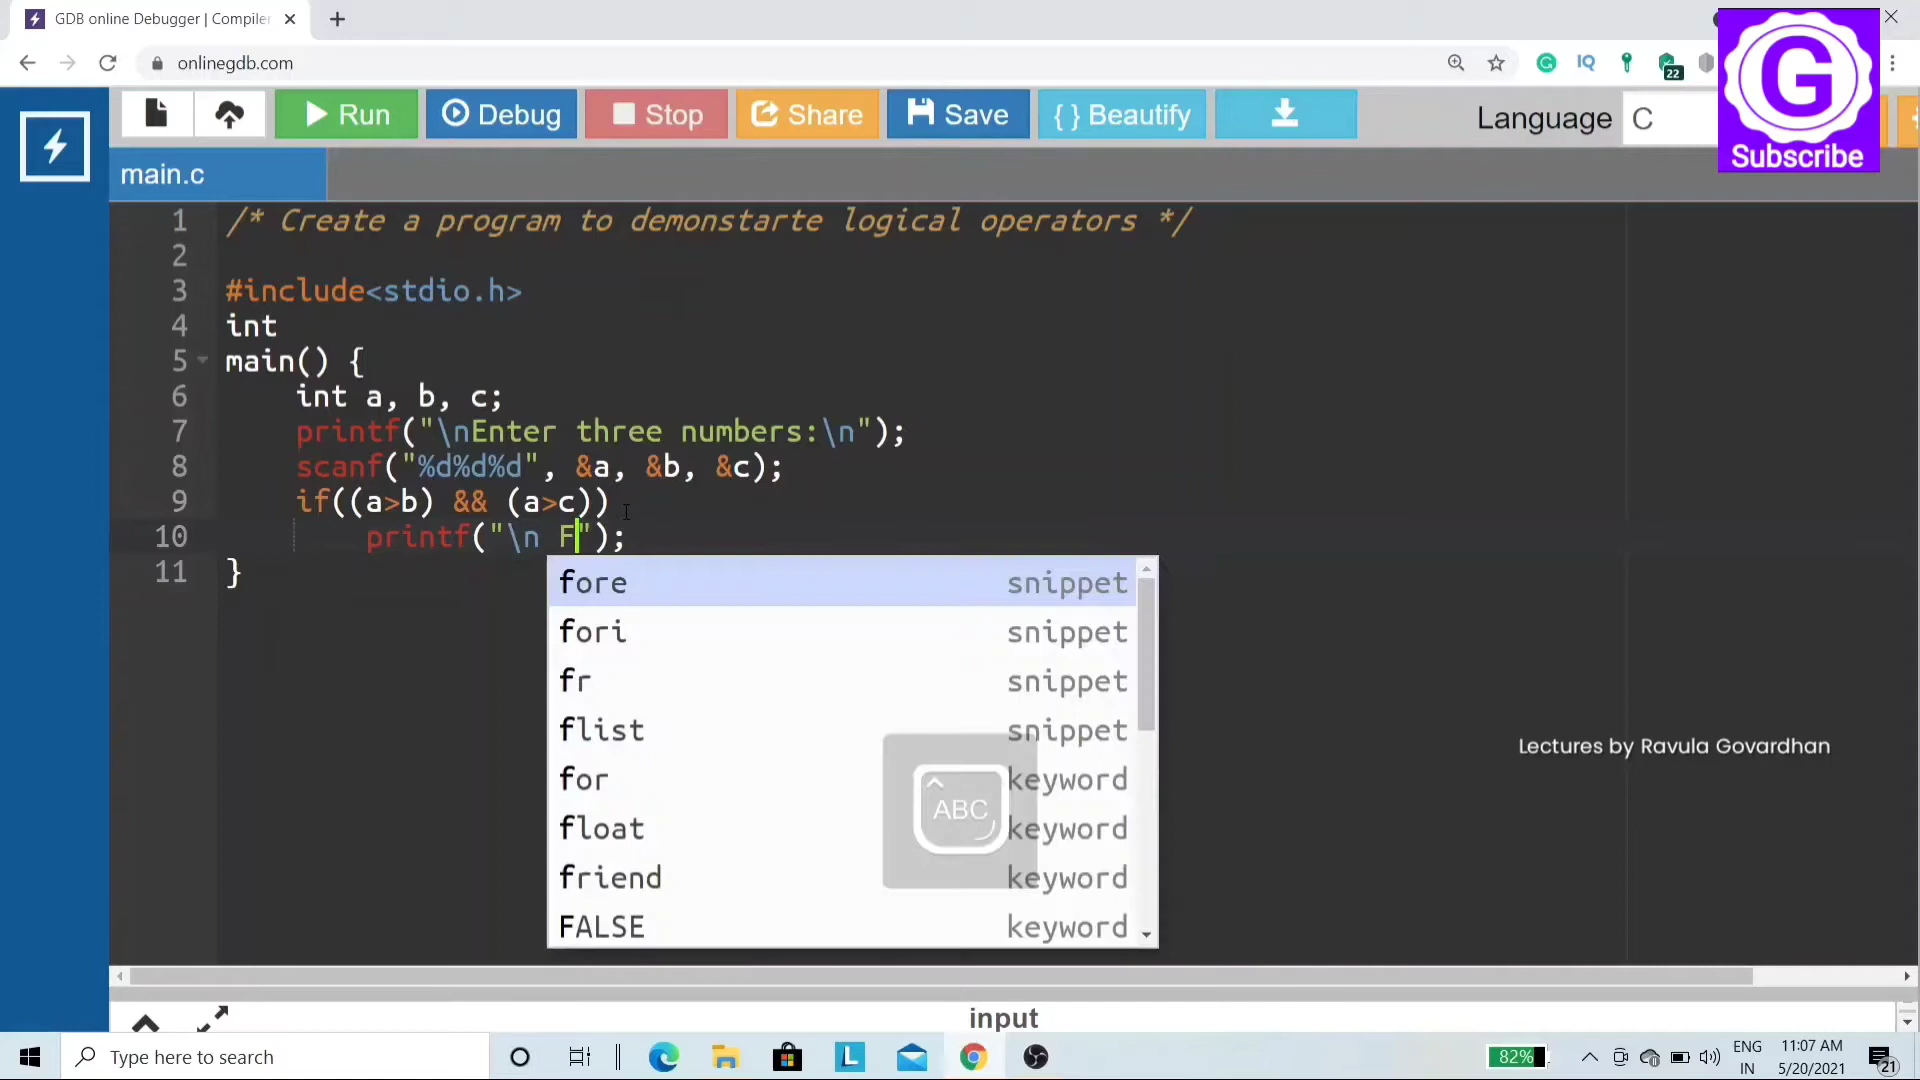 GDB online Debugger | Compiler
onlinegdb.com
IQ
22
G
Subscribe
Run
Debug
Stop
Share
Save
{ } Beautify
Language
C
main.c
1 /* Create a program to demonstarte logical operators */
2
3 #include<stdio.h>
4 int
5 main() {
6 int a, b, c;
7 printf("\nEnter three numbers:\n");
8 scanf("%d%d%d", &a, &b, &c);
9 if((a>b) && (a>c))
10 printf("\n F");
11 }
fore snippet
fori snippet
fr snippet
flist snippet
for keyword
float keyword
friend keyword
FALSE keyword
ABC
Lectures by Ravula Govardhan
input
Type here to search
L
82%
ENG
IN
11:07 AM
5/20/2021
21